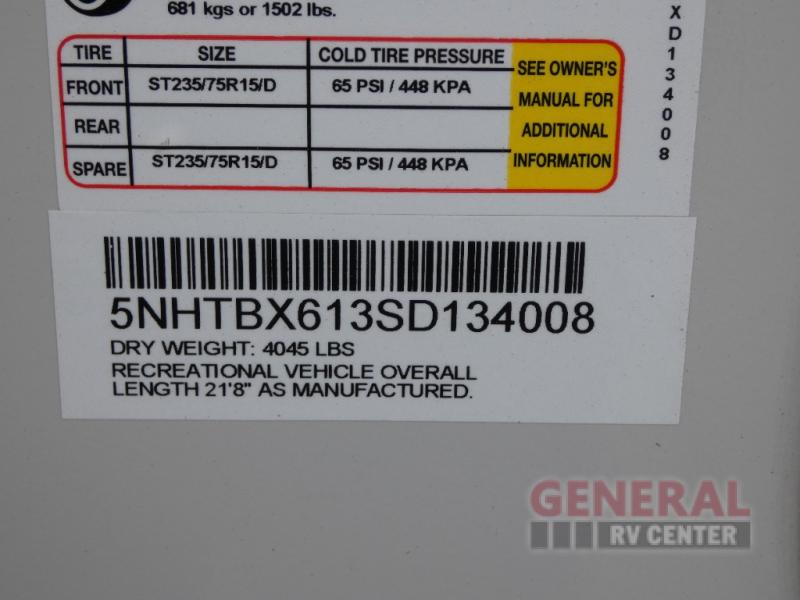 681 kgs or 1502 lbs.
TIRE SIZE COLD TIRE PRESSURE
FRONT ST235/75R15/D 65 PSI / 448 KPA
REAR
SPARE ST235/75R15/D 65 PSI / 448 KPA
SEE OWNER'S
MANUAL FOR
ADDITIONAL
INFORMATION
XD134008
5NHTBX613SD134008
DRY WEIGHT: 4045 LBS
RECREATIONAL VEHICLE OVERALL
LENGTH 21'8" AS MANUFACTURED.
GENERAL
RV CENTER